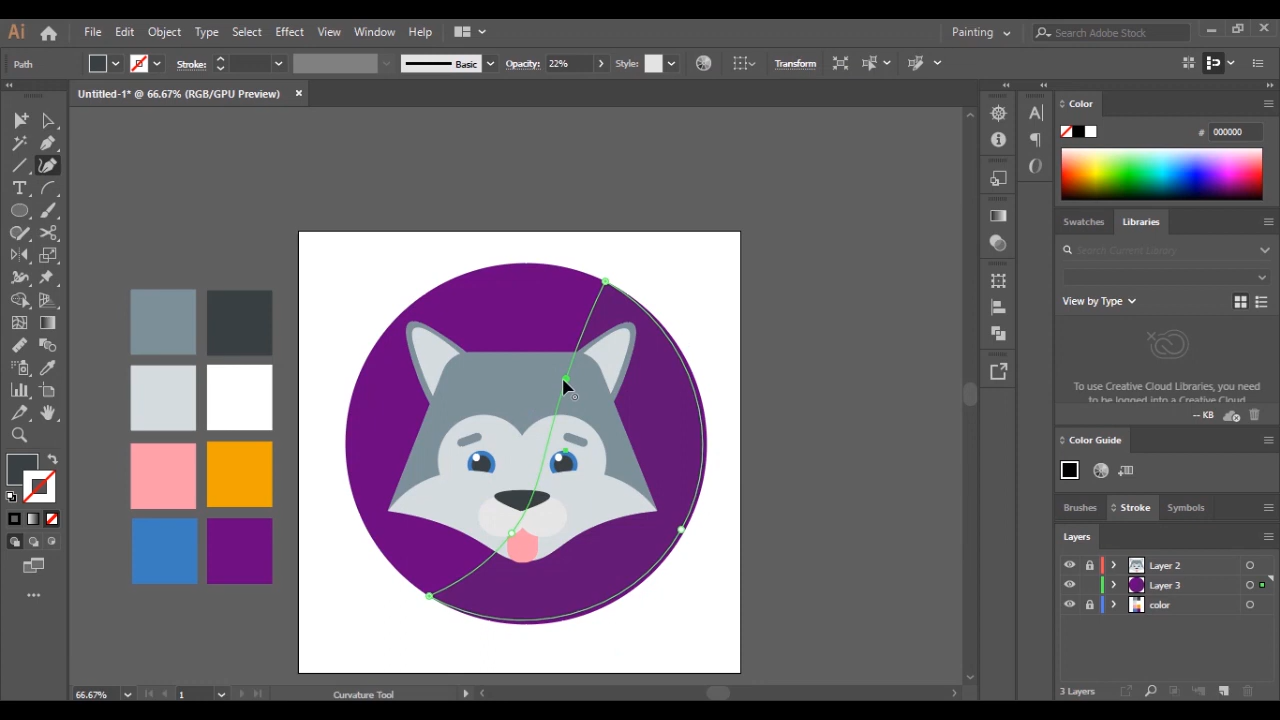 Ai File Edit Object Type Select Effect View Window Help Painting Search Adobe Stock
Path Stroke: Basic Opacity: 22% Style: Transform
Untitled-1* @ 66.67% (RGB/GPU Preview)
Color
# 000000
Swatches Libraries
Search Current Library
View by Type
To use Creative Cloud Libraries, you need
to be logged into a Creative Cloud
-- KB
Color Guide
Brushes Stroke Symbols
Layers
Layer 2
Layer 3
color
3 Layers
66.67% 1 Curvature Tool